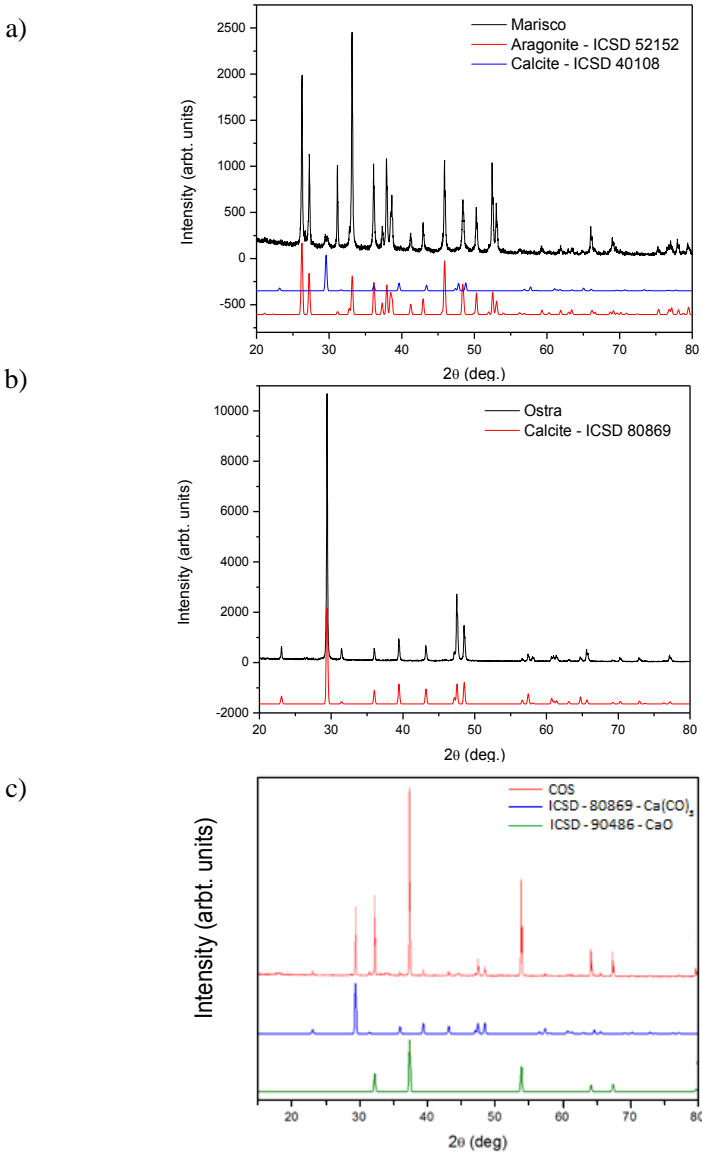 a)
Marisco
Aragonite - ICSD 52152
Calcite - ICSD 40108
Intensity (arbt. units)
2500
2000
1500
1000
500
0
-500
20 30 40 50 60 70 80
2θ (deg.)
b)
Ostra
Calcite - ICSD 80869
Intensity (arbt. units)
10000
8000
6000
4000
2000
0
-2000
20 30 40 50 60 70 80
2θ (deg.)
c)
COS
ICSD - 80869 - Ca(CO)3
ICSD - 90486 - CaO
Intensity (arbt. units)
20 30 40 50 60 70 80
2θ (deg)